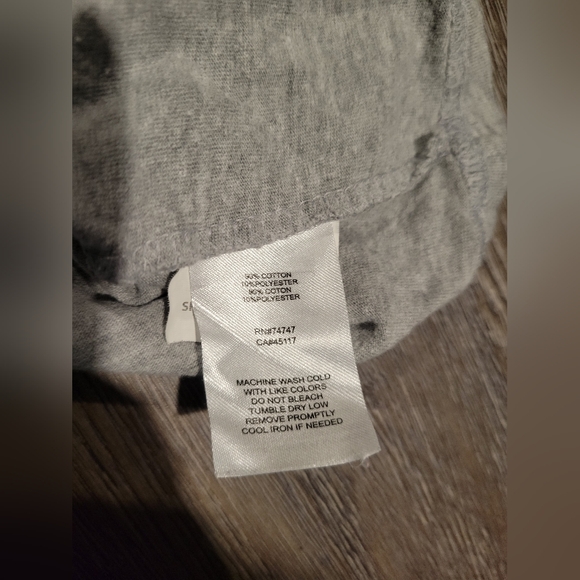 90% COTTON
10%POLYESTER
90% COTON
10%POLYESTER
RN#74747
CA#45117
MACHINE WASH COLD
WITH LIKE COLORS
DO NOT BLEACH
TUMBLE DRY LOW
REMOVE PROMPTLY
COOL IRON IF NEEDED